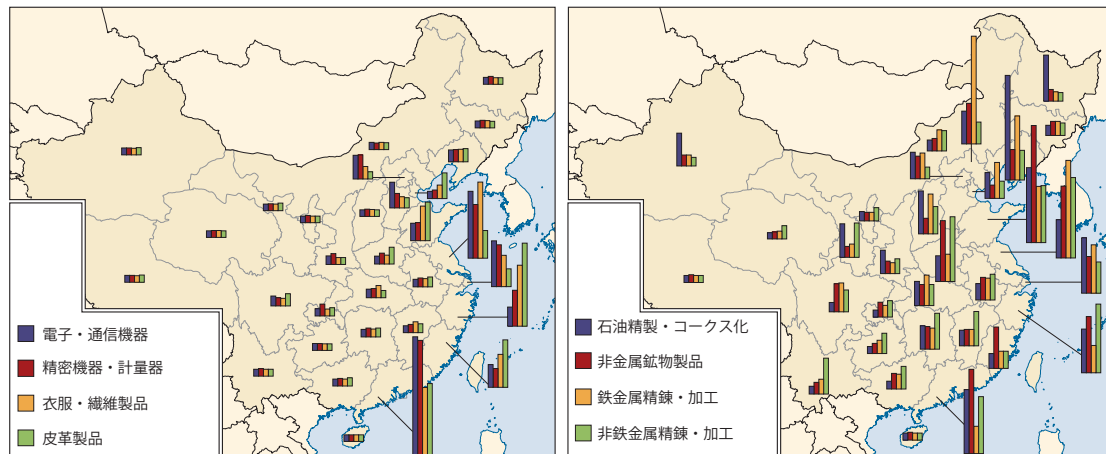 電子・通信機器
精密機器・計量器
衣服・繊維製品
皮革製品
石油精製・コークス化
非金属鉱物製品
鉄金属精錬・加工
非鉄金属精錬・加工